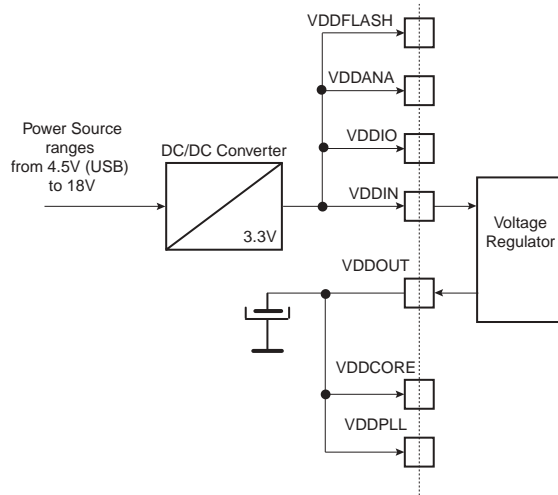 VDDFLASH
VDDANA
Power Source
ranges
from 4.5V (USB)
to 18V
DC/DC Converter
VDDIO
VDDIN
3.3V
Voltage
Regulator
VDDOUT
VDDCORE
VDDPLL